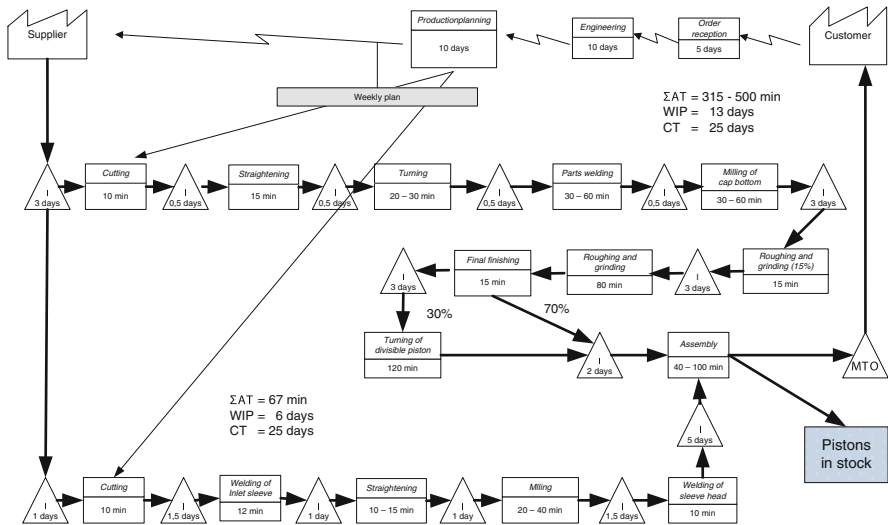 Supplier
Productionplanning
10 days
Engineering
10 days
Order
reception
5 days
Customer
Weekly plan
ΣAT = 315 - 500 min
WIP = 13 days
CT = 25 days
I
3 days
Cutting
10 min
I
0,5 days
Straightening
15 min
I
0,5 days
Turning
20 – 30 min
I
0,5 days
Parts welding
30 – 60 min
I
0,5 days
Milling of
cap bottom
30 – 60 min
I
3 days
I
3 days
Final finishing
15 min
Roughing and
grinding
80 min
I
3 days
Roughing and
grinding (15%)
15 min
30%
70%
Turning of
divisible piston
120 min
I
2 days
Assembly
40 – 100 min
MTO
ΣAT = 67 min
WIP = 6 days
CT = 25 days
I
5 days
Pistons
in stock
I
1 days
Cutting
10 min
I
1,5 days
Welding of
Inlet sleeve
12 min
I
1 day
Straightening
10 – 15 min
I
1 day
Mlling
20 – 40 min
I
1,5 days
Welding of
sleeve head
10 min